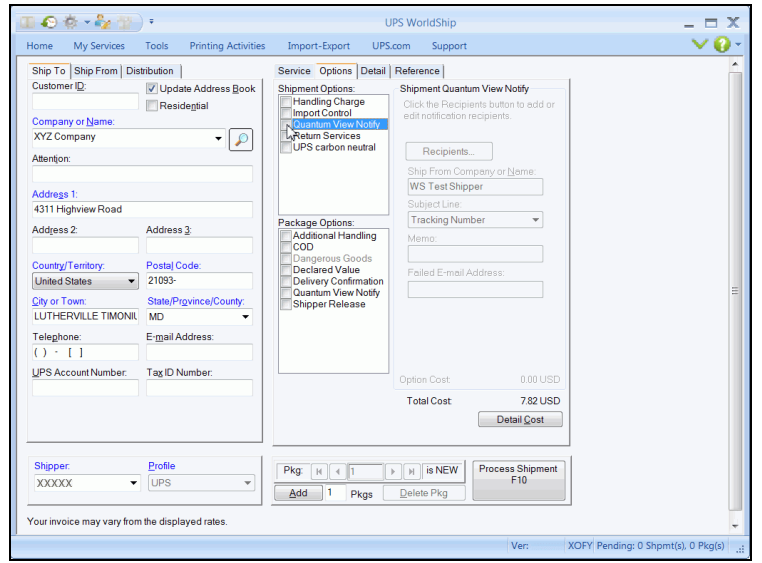 UPS WorldShip
Home My Services Tools Printing Activities Import-Export UPS.com Support
Ship To Ship From Distribution
Customer ID:
Update Address Book
Residential
Company or Name:
XYZ Company
Attention:
Address 1:
4311 Highview Road
Address 2: Address 3:
Country/Territory: Postal Code:
United States 21093-
City or Town: State/Province/County:
LUTHERVILLE TIMONIU MD
Telephone: E-mail Address:
( ) - [ ]
UPS Account Number: Tax ID Number:
Shipper: Profile
XXXXX UPS
Your invoice may vary from the displayed rates.
Service Options Detail Reference
Shipment Options:
Handling Charge
Import Control
Quantum View Notify
Return Services
UPS carbon neutral
Package Options:
Additional Handling
COD
Dangerous Goods
Declared Value
Delivery Confirmation
Quantum View Notify
Shipper Release
Shipment Quantum View Notify
Click the Recipients button to add or
edit notification recipients.
Recipients...
Ship From Company or Name:
WS Test Shipper
Subject Line:
Tracking Number
Memo:
Failed E-mail Address:
Option Cost: 0.00 USD
Total Cost: 7.82 USD
Detail Cost
Pkg: 1 is NEW
Add 1 Pkgs Delete Pkg
Process Shipment
F10
Ver: XOFY Pending: 0 Shpmt(s), 0 Pkg(s)